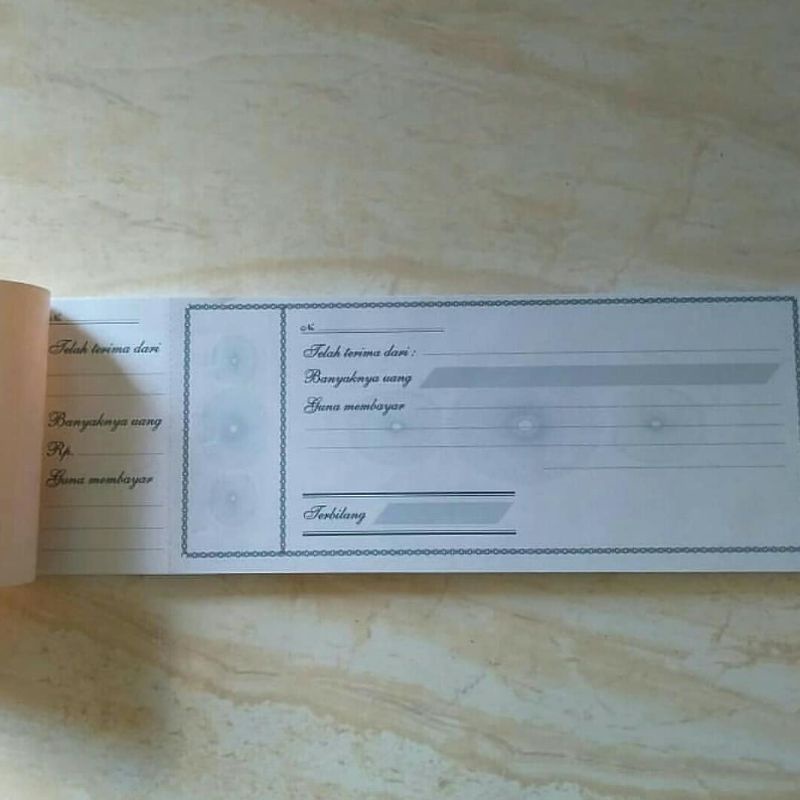 No
Telah terima dari
Banyaknya uang
Rp.
Guna membayar
No
Telah terima dari :
Banyaknya uang
Guna membayar
Terbilang